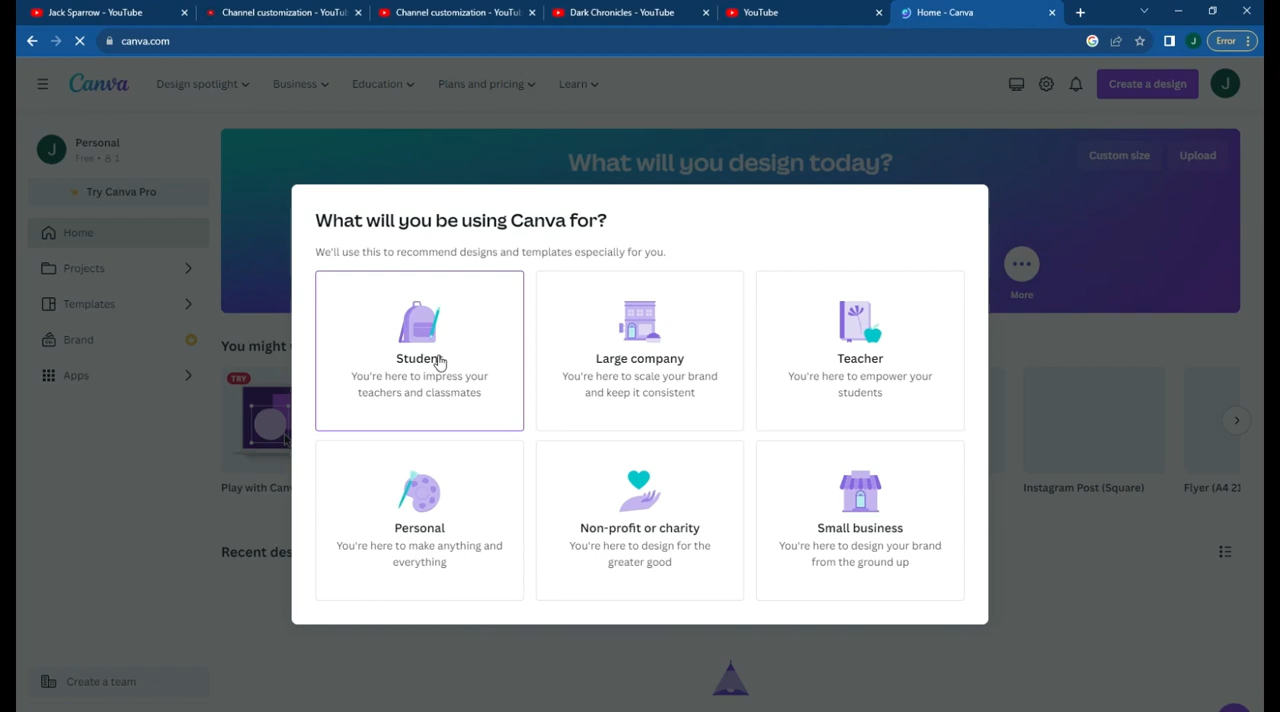 Jack Sparrow - YouTube
Channel customization - YouTu
Channel customization - YouTu
Dark Chronicles - YouTube
YouTube
Home - Canva
canva.com
J
Error
Canva
Design spotlight
Business
Education
Plans and pricing
Learn
Create a design
J
J
Personal
Free • 1
Try Canva Pro
Home
Projects
Templates
Brand
Apps
Create a team
What will you design today?
Custom size
Upload
More
You might
TRY
Play with Can
Instagram Post (Square)
Flyer (A4 21
Recent des
What will you be using Canva for?
We'll use this to recommend designs and templates especially for you.
Student
You're here to impress your
teachers and classmates
Large company
You're here to scale your brand
and keep it consistent
Teacher
You're here to empower your
students
Personal
You're here to make anything and
everything
Non-profit or charity
You're here to design for the
greater good
Small business
You're here to design your brand
from the ground up